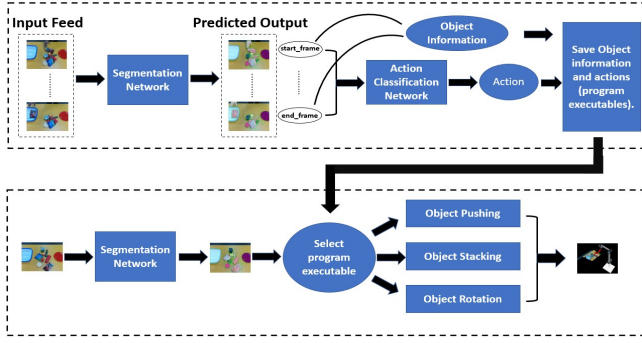 Input Feed
Predicted Output
Segmentation
Network
start_frame
end_frame
Object
Information
Action
Classification
Network
Action
Save Object
information
and actions
(program
executables).
Segmentation
Network
Select
program
executable
Object Pushing
Object Stacking
Object Rotation